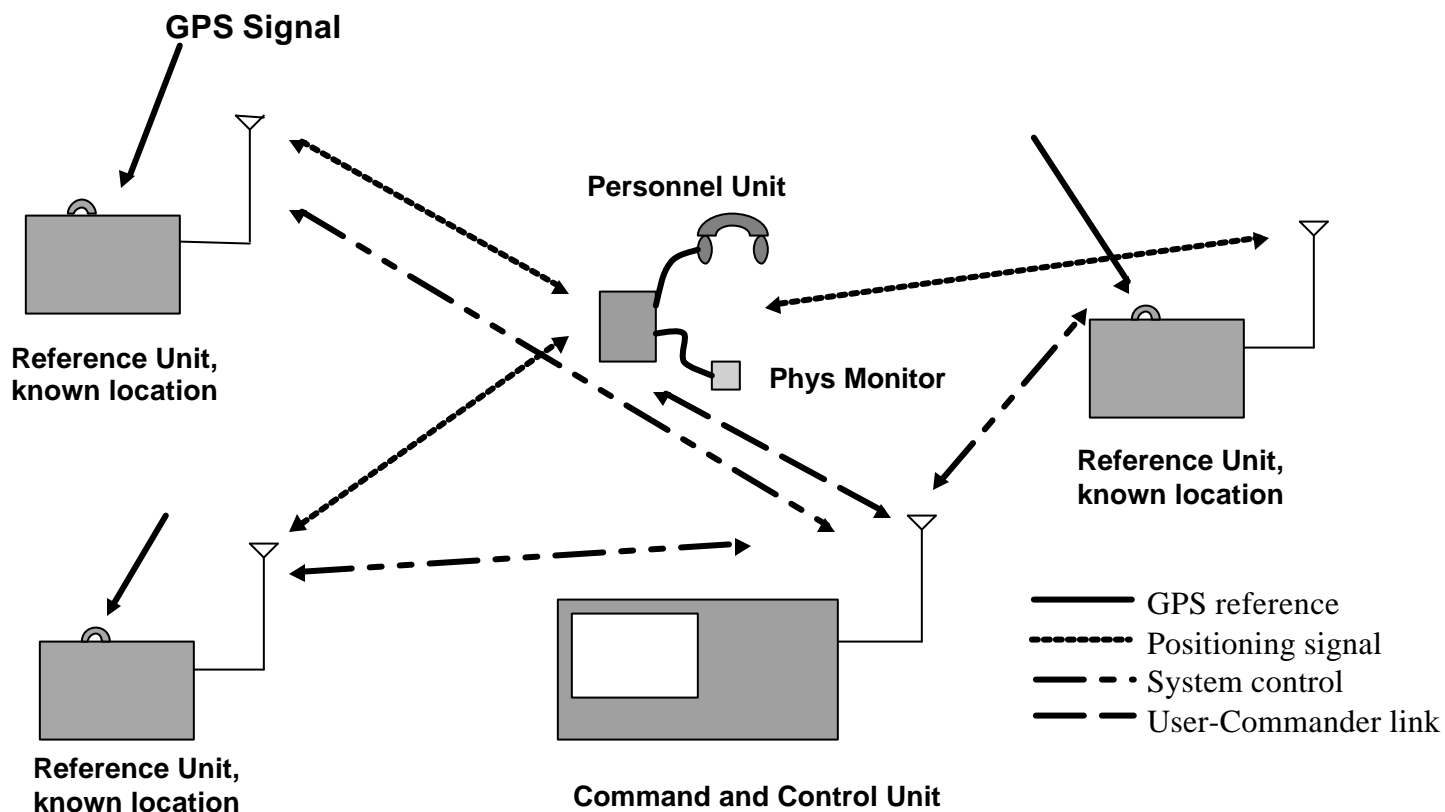 GPS Signal
Personnel Unit
Reference Unit,
known location
Phys Monitor
Reference Unit,
known location
GPS reference
Positioning signal
System control
User-Commander link
Reference Unit,
known location
Command and Control Unit